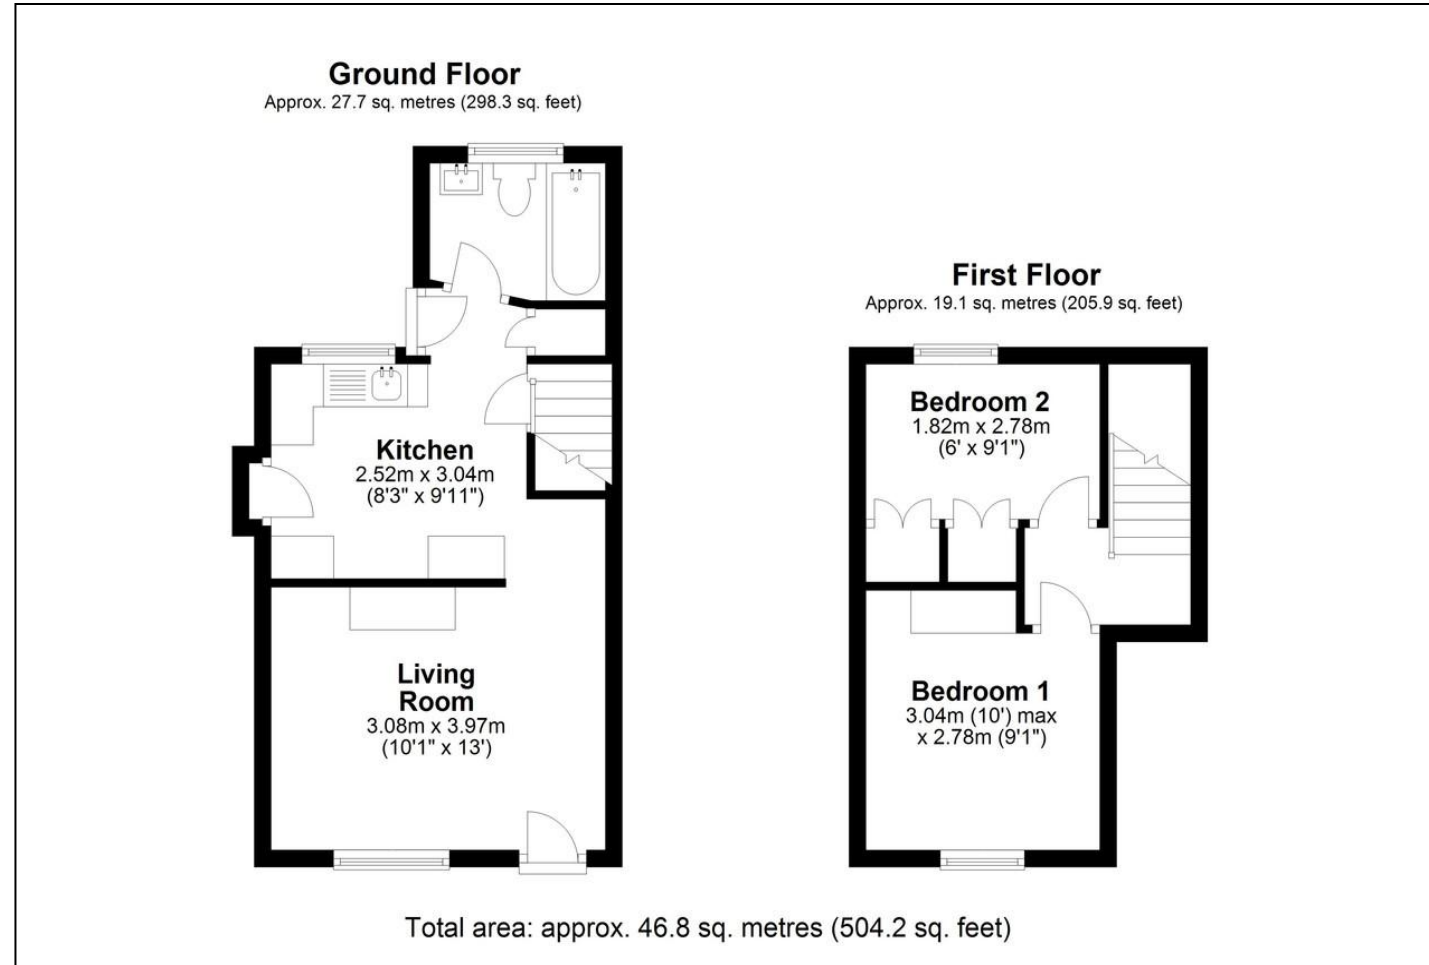 Ground Floor
Approx. 27.7 sq. metres (298.3 sq. feet)
First Floor
Approx. 19.1 sq. metres (205.9 sq. feet)
Kitchen
2.52m x 3.04m
(8'3" x 9'11")
Living
Room
3.08m x 3.97m
(10'1" x 13')
Bedroom 2
1.82m x 2.78m
(6' x 9'1")
Bedroom 1
3.04m (10') max
x 2.78m (9'1")
Total area: approx. 46.8 sq. metres (504.2 sq. feet)